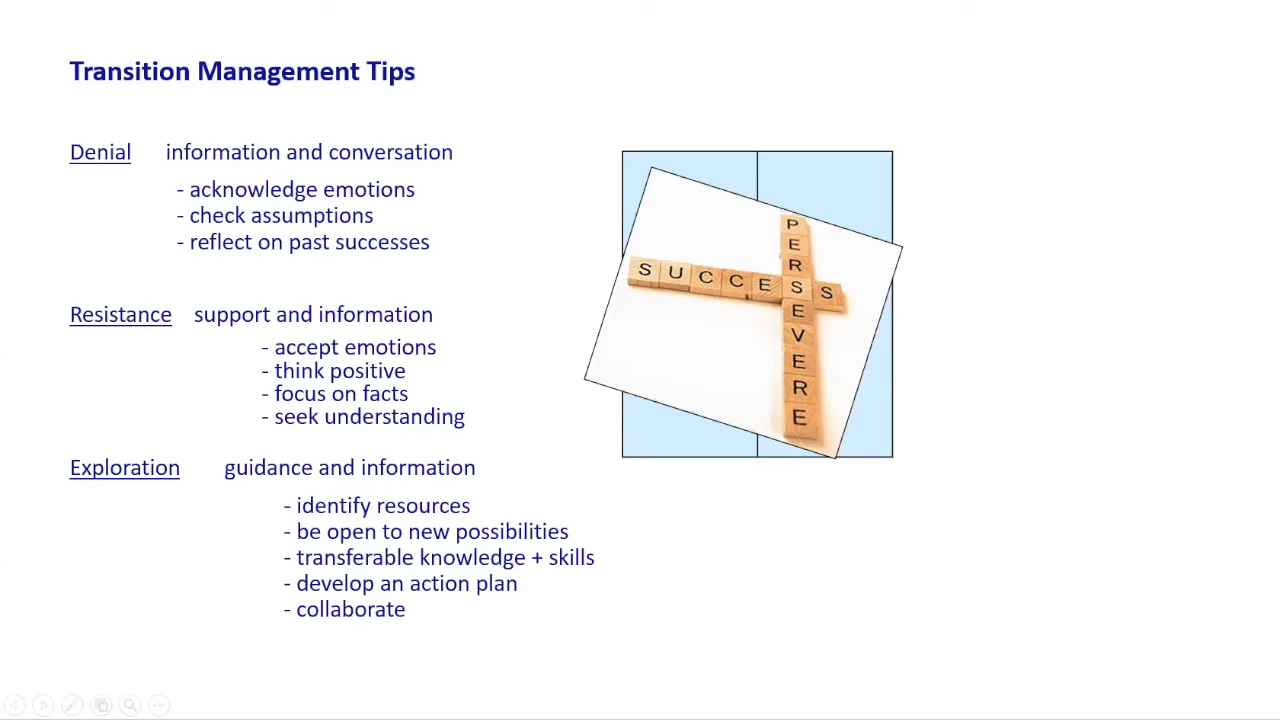 Transition Management Tips
Denial information and conversation
- acknowledge emotions
- check assumptions
- reflect on past successes
Resistance support and information
- accept emotions
- think positive
- focus on facts
- seek understanding
Exploration guidance and information
- identify resources
- be open to new possibilities
- transferable knowledge + skills
- develop an action plan
- collaborate
SUCCESS
PERSEVERE